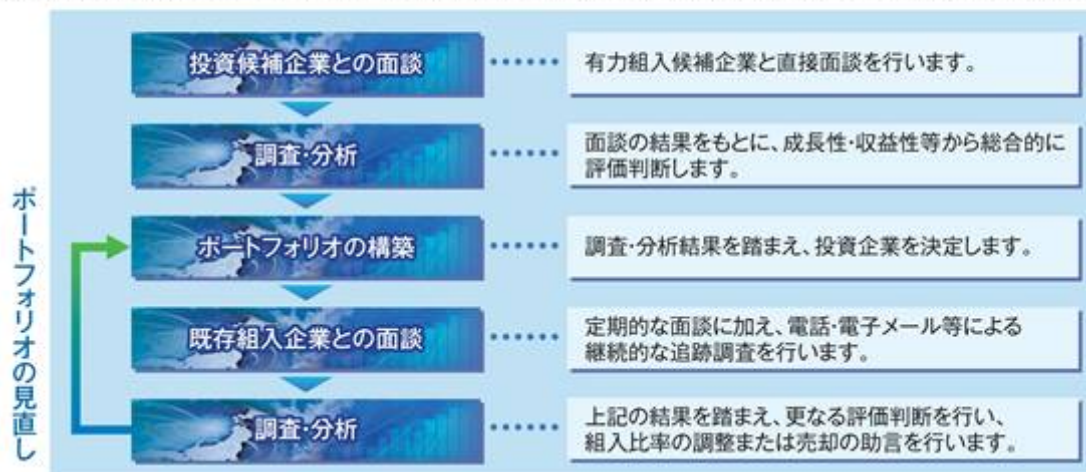 投資候補企業との面談
有力組入候補企業と直接面談を行います。
調査・分析
面談の結果をもとに、成長性・収益性等から総合的に
評価判断します。
ポートフォリオの構築
調査・分析結果を踏まえ、投資企業を決定します。
既存組入企業との面談
定期的な面談に加え、電話・電子メール等による
継続的な追跡調査を行います。
調査・分析
上記の結果を踏まえ、更なる評価判断を行い、
組入比率の調整または売却の助言を行います。
ポートフォリオの見直し